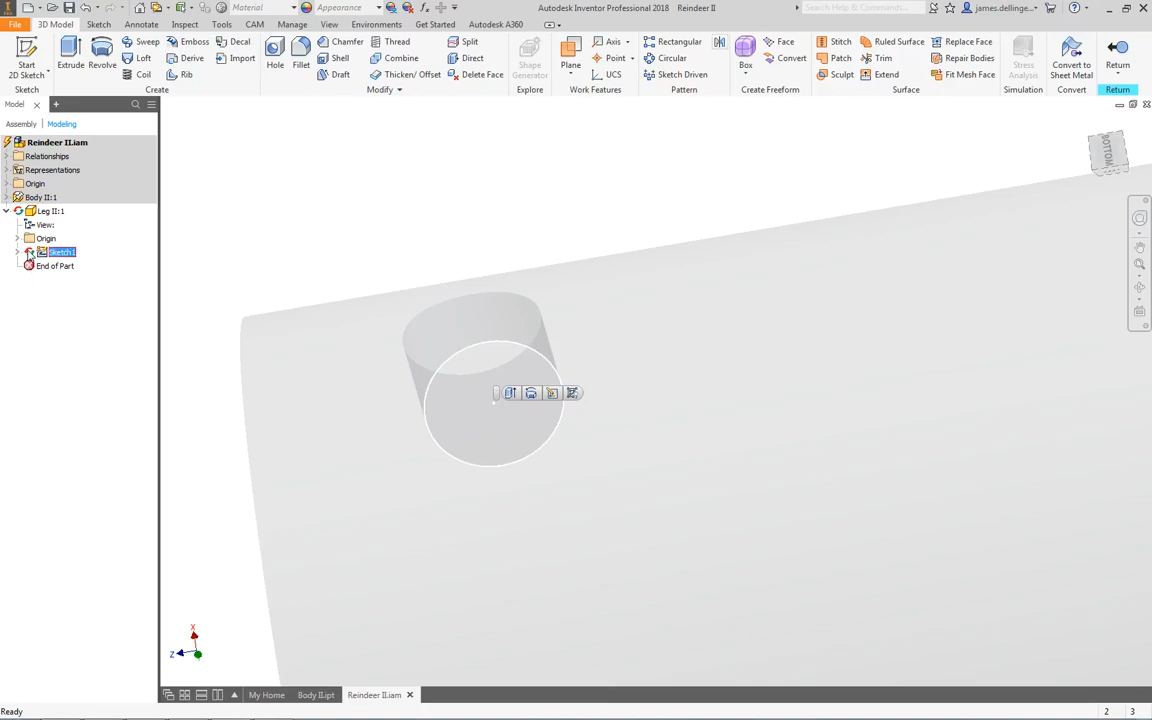 Material
Appearance
Autodesk Inventor Professional 2018   Reindeer II
Search Help & Commands...
james.dellinge...
File
3D Model
Sketch
Annotate
Inspect
Tools
Manage
View
Environments
Get Started
Vault
Autodesk A360
Start
2D Sketch
Sketch
Extrude
Revolve
Sweep
Loft
Coil
Emboss
Derive
Rib
Decal
Import
Create
Hole
Fillet
Chamfer
Shell
Draft
Thread
Combine
Thicken/ Offset
Split
Direct
Delete Face
Modify
Shape
Generator
Explore
Plane
Axis
Point
UCS
Work Features
Rectangular
Circular
Sketch Driven
Pattern
Box
Face
Convert
Create Freeform
Stitch
Patch
Sculpt
Ruled Surface
Trim
Extend
Replace Face
Repair Bodies
Fit Mesh Face
Surface
Stress
Analysis
Simulation
Convert to
Sheet Metal
Convert
Return
Return
Model
Assembly
Modeling
Reindeer II.iam
Relationships
Representations
Origin
Body II:1
Leg II:1
View:
Origin
Sketch1
End of Part
BOTTOM
X
Z
My Home
Body II.ipt
Reindeer II.iam
Ready
2
3